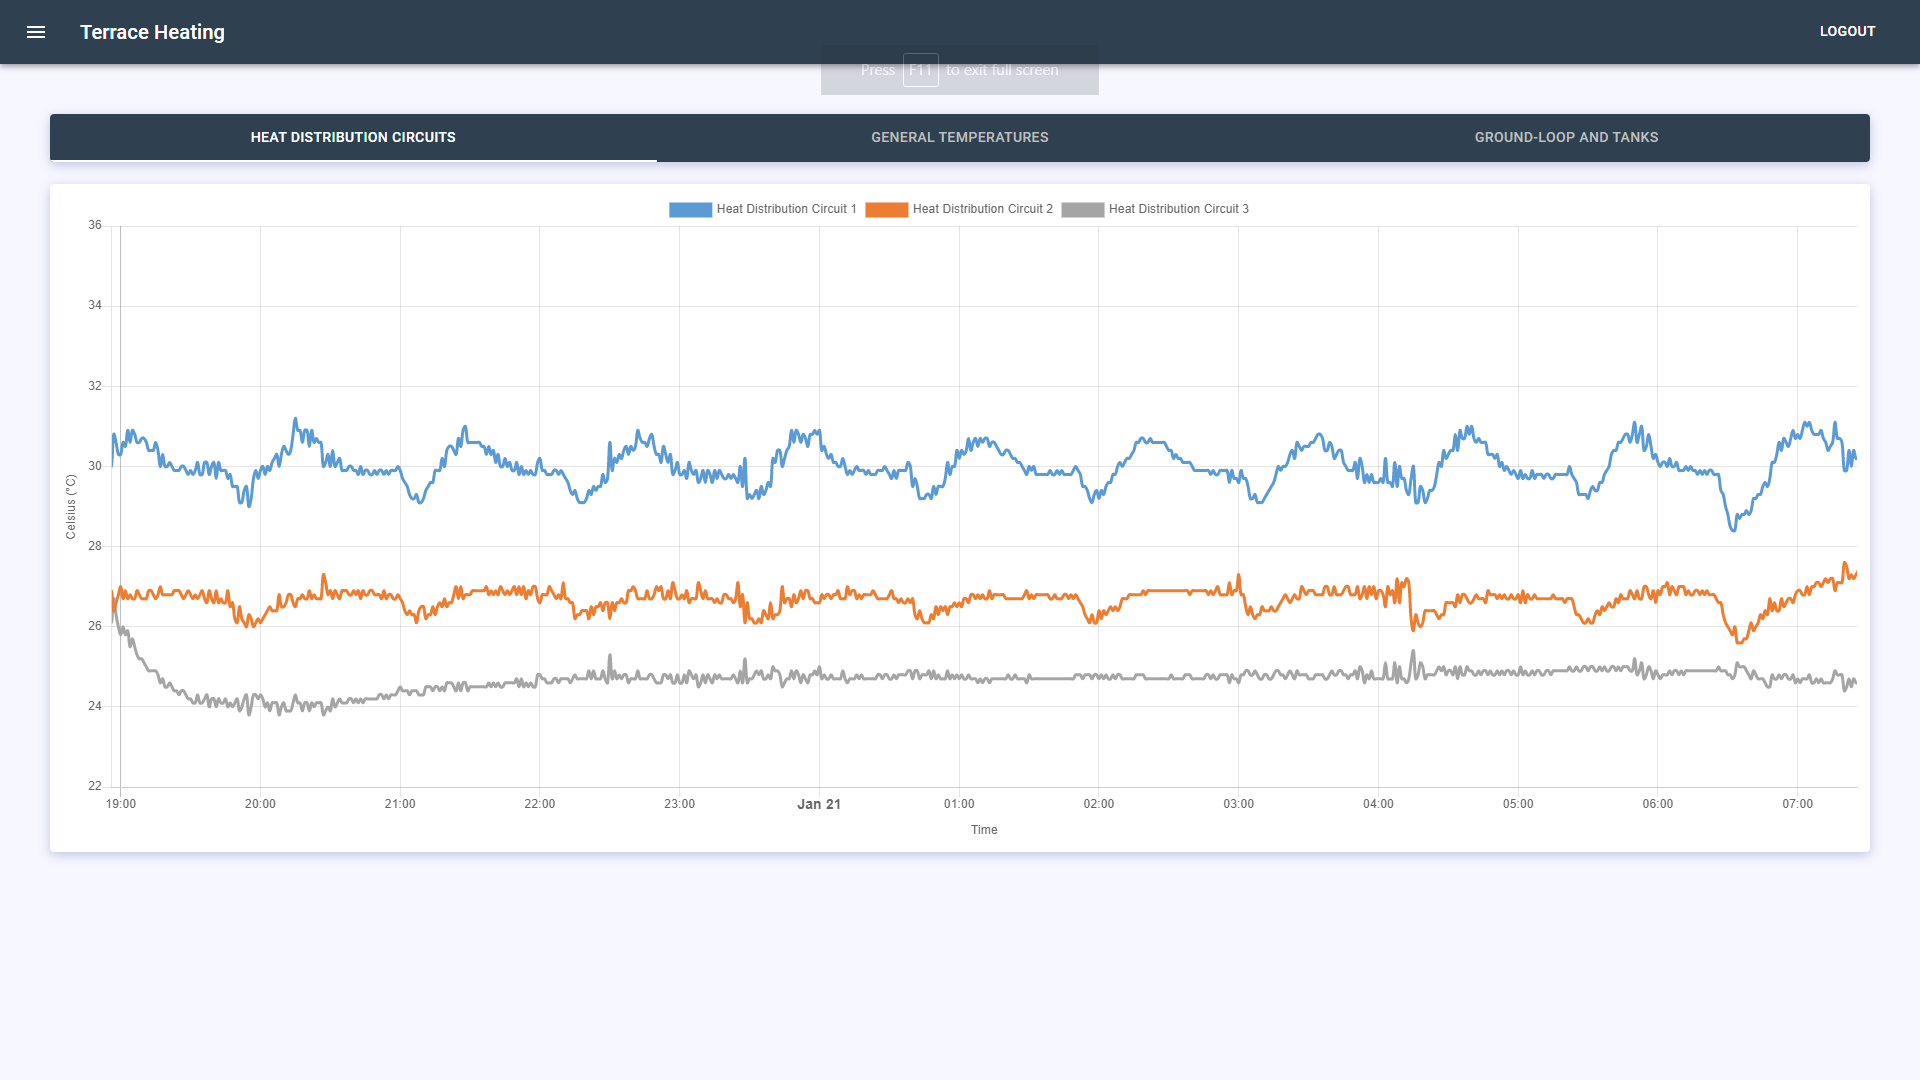 Terrace Heating
LOGOUT
Press F11 to exit full screen
HEAT DISTRIBUTION CIRCUITS
GENERAL TEMPERATURES
GROUND-LOOP AND TANKS
Heat Distribution Circuit 1 Heat Distribution Circuit 2 Heat Distribution Circuit 3
36
34
32
30
28
26
24
22
Celsius (°C)
19:00 20:00 21:00 22:00 23:00 Jan 21 01:00 02:00 03:00 04:00 05:00 06:00 07:00
Time